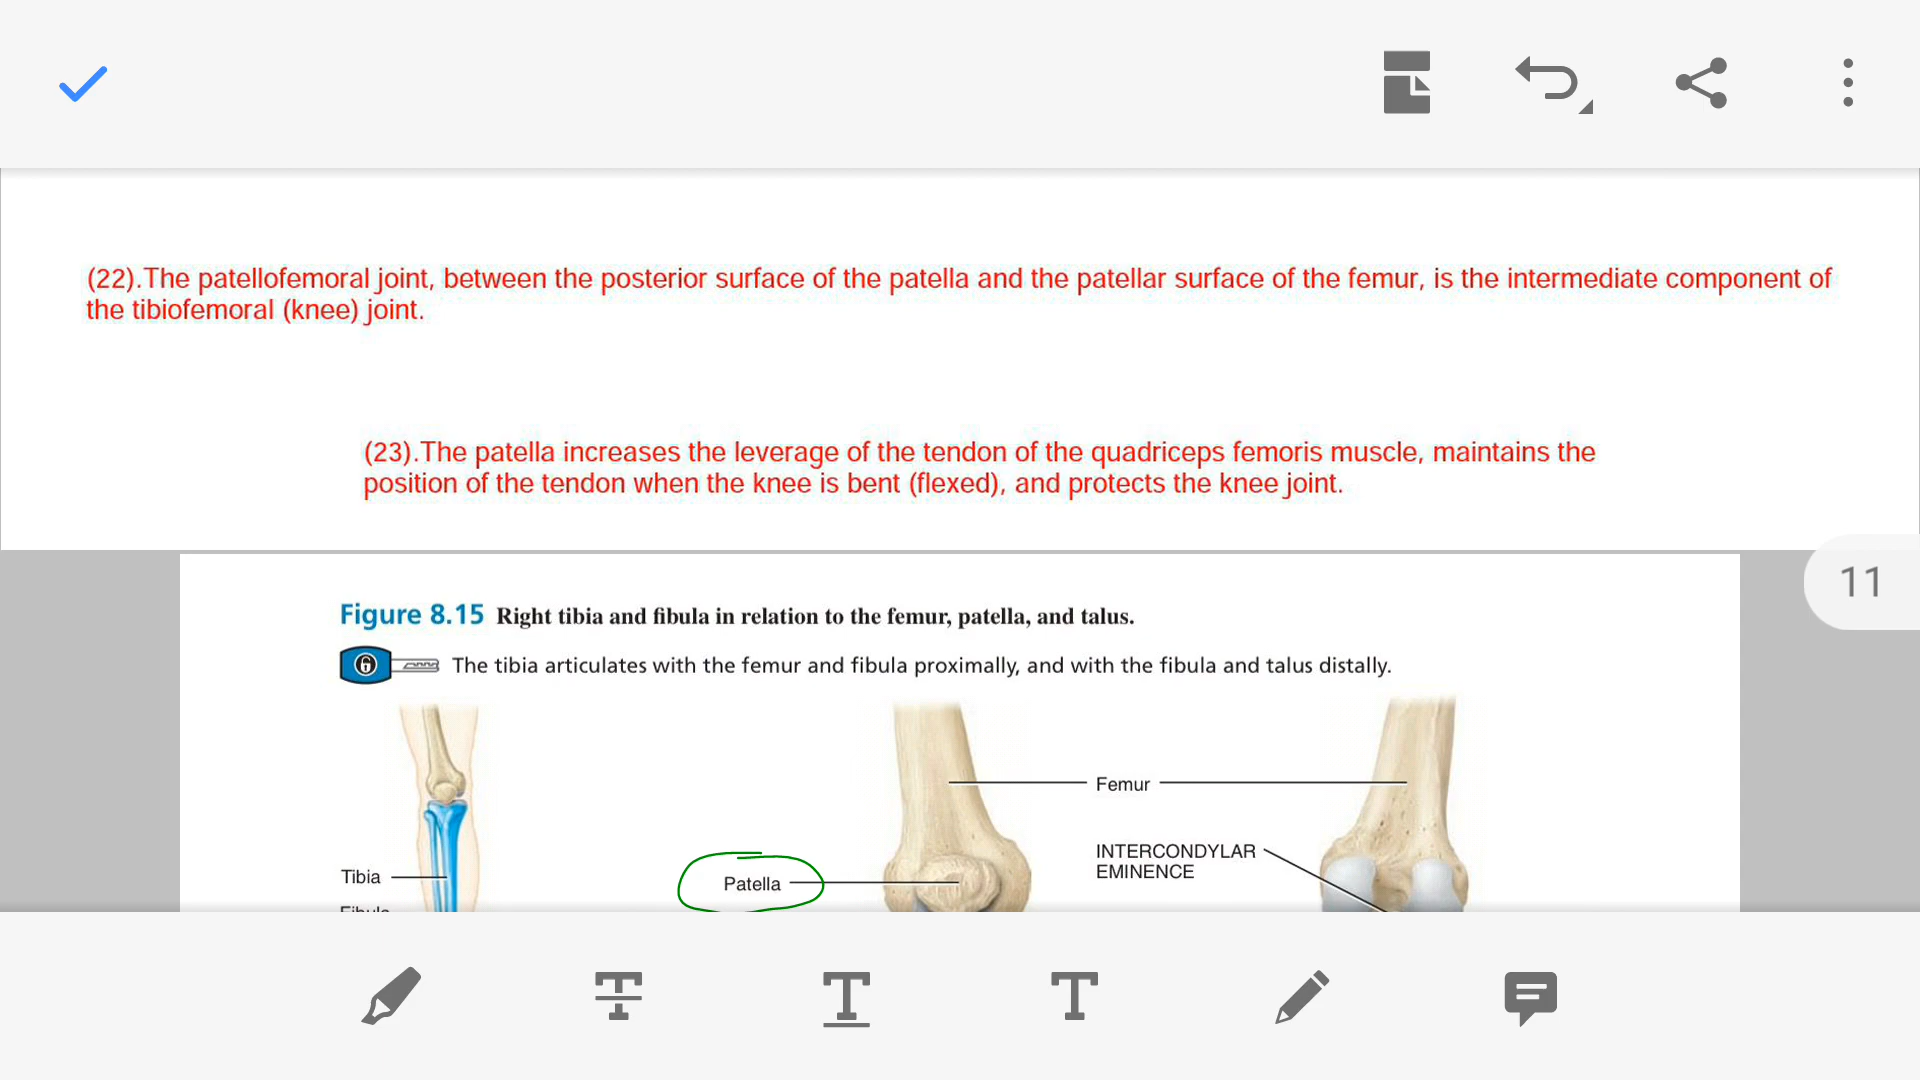 (22).The patellofemoral joint, between the posterior surface of the patella and the patellar surface of the femur, is the intermediate component of
the tibiofemoral (knee) joint.
(23).The patella increases the leverage of the tendon of the quadriceps femoris muscle, maintains the
position of the tendon when the knee is bent (flexed), and protects the knee joint.
11
Figure 8.15 Right tibia and fibula in relation to the femur, patella, and talus.
The tibia articulates with the femur and fibula proximally, and with the fibula and talus distally.
Femur
INTERCONDYLAR
EMINENCE
Tibia
Patella
Fibula